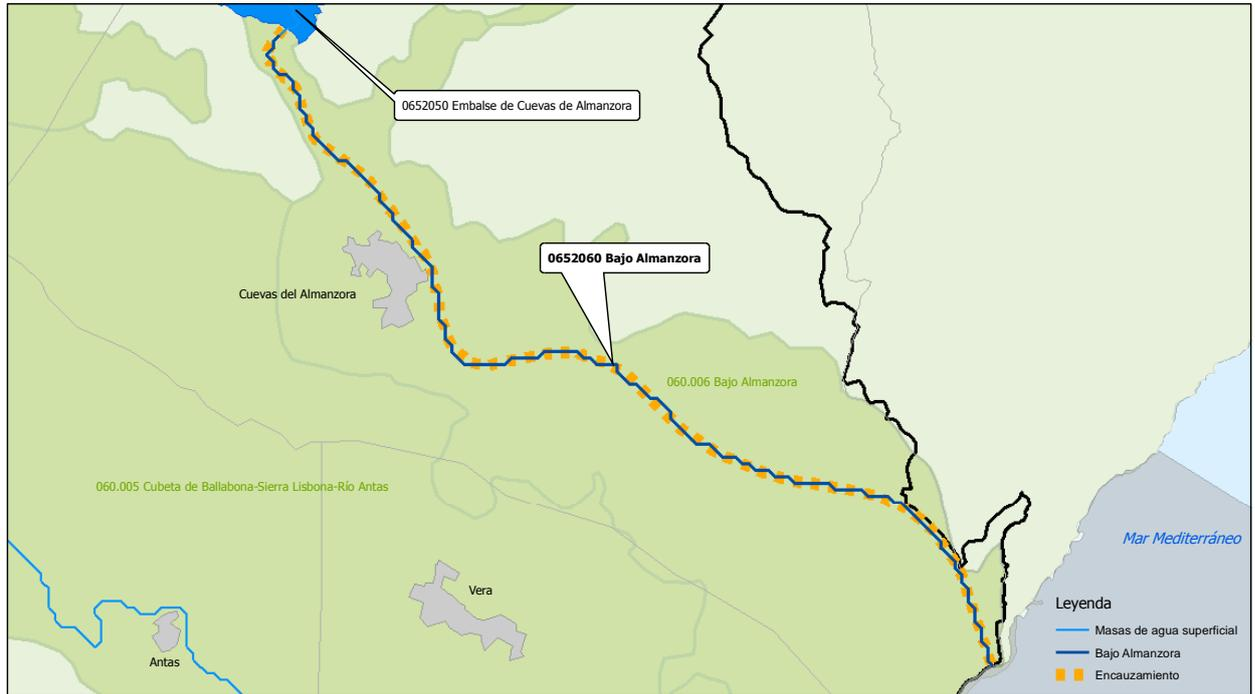 0652050 Embalse de Cuevas de Almanzora
0652060 Bajo Almanzora
Cuevas del Almanzora
060.006 Bajo Almanzora
060.005 Cubeta de Ballabona-Sierra Lisbona-Río Antas
Mar Mediterráneo
Vera
Antas
Leyenda
Masas de agua superficial
Bajo Almanzora
Encauzamiento